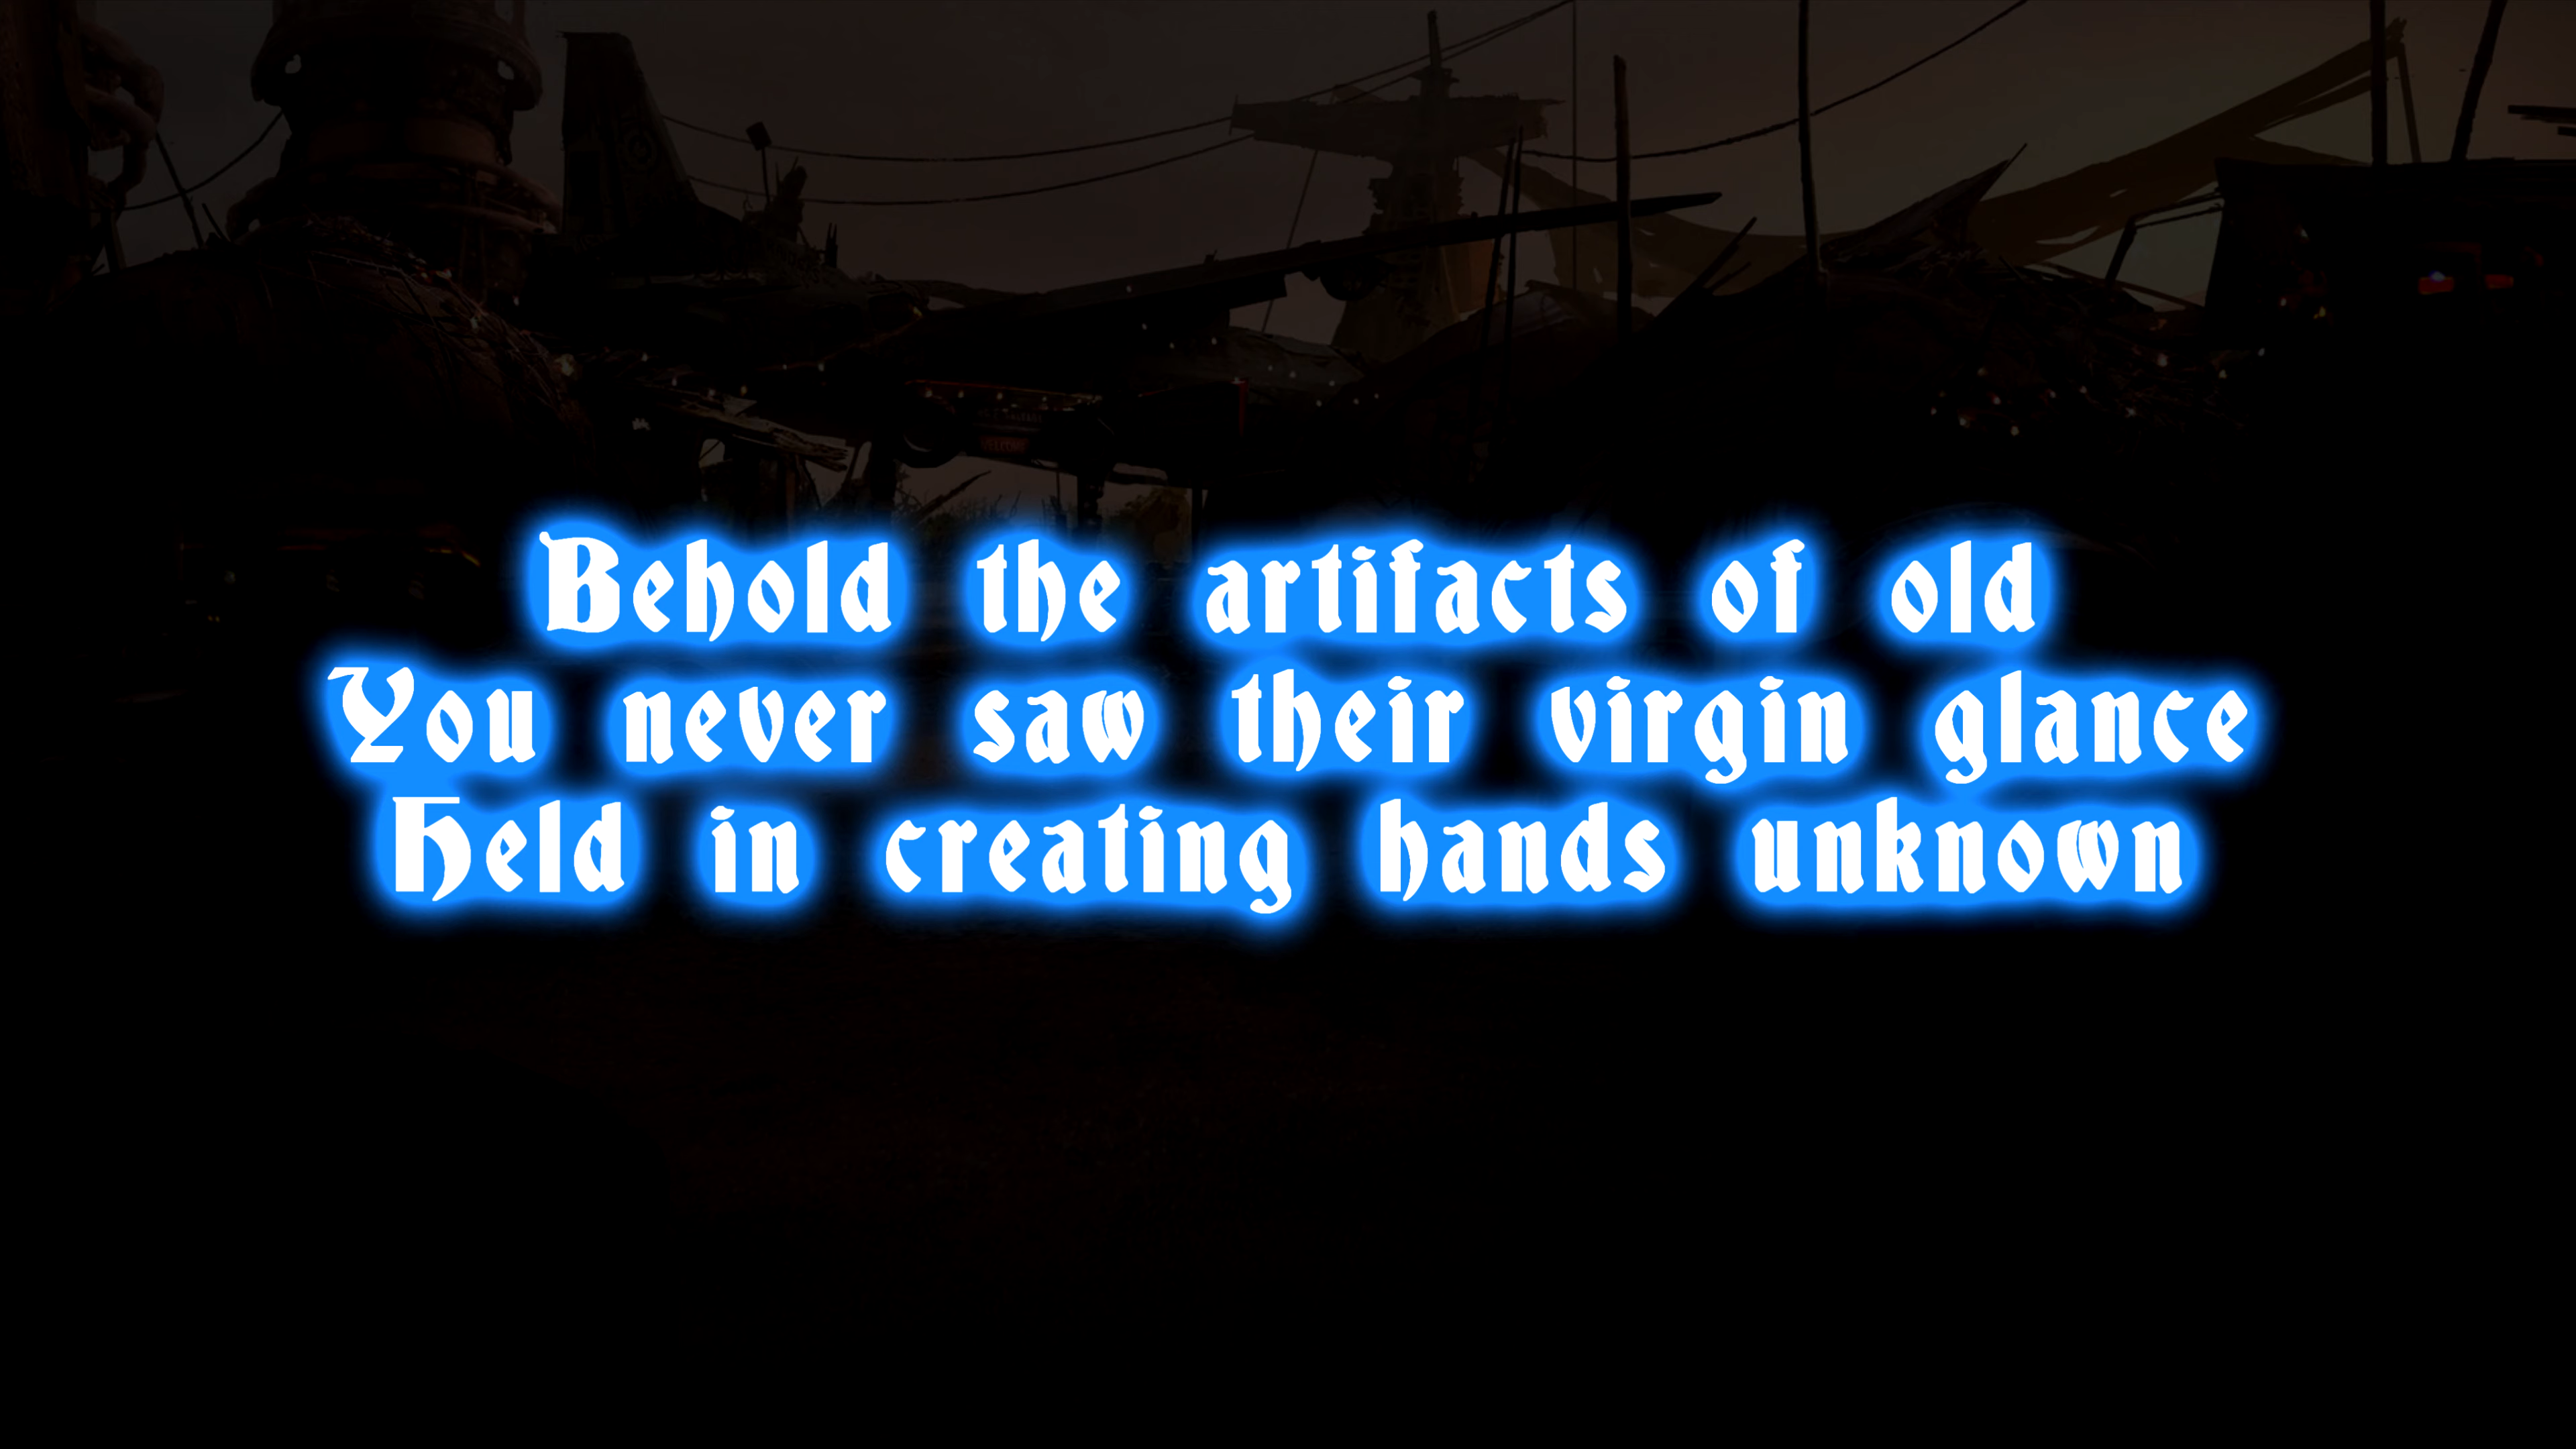 Behold the artifacts of old
You never saw their virgin glance
Held in creating hands unknown